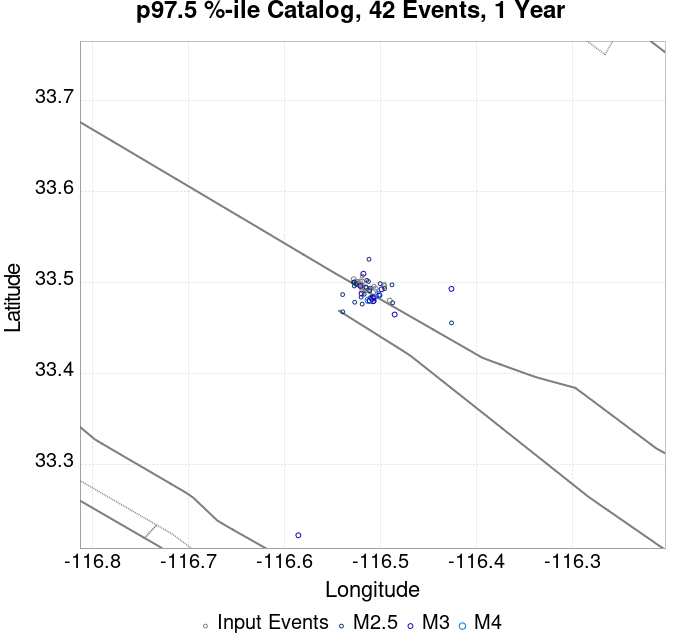 p97.5 %-ile Catalog, 42 Events, 1 Year
Latitude
33.7
33.6
33.5
33.4
33.3
-116.8 -116.7 -116.6 -116.5 -116.4 -116.3
Longitude
Input Events M2.5 M3 M4